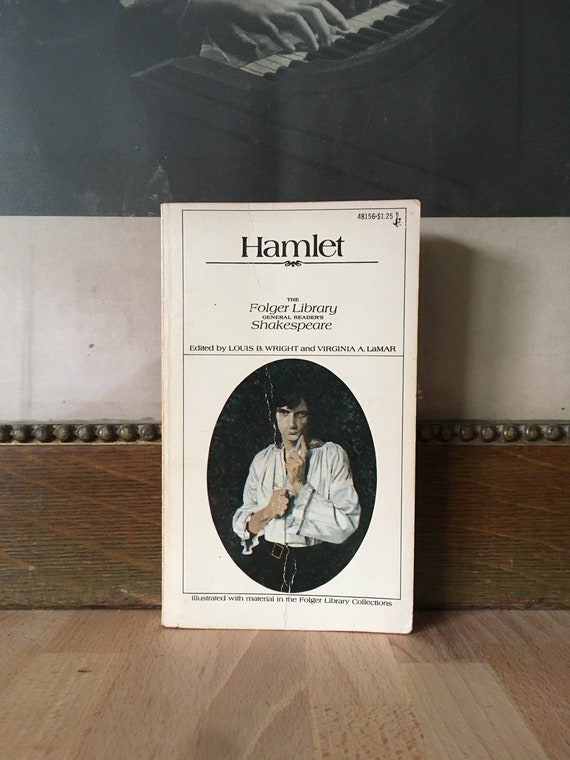 48156-$1.25
Hamlet
THE
Folger Library
GENERAL READER'S
Shakespeare
Edited by LOUIS B. WRIGHT and VIRGINIA A. LaMAR
Illustrated with material in the Folger Library Collections